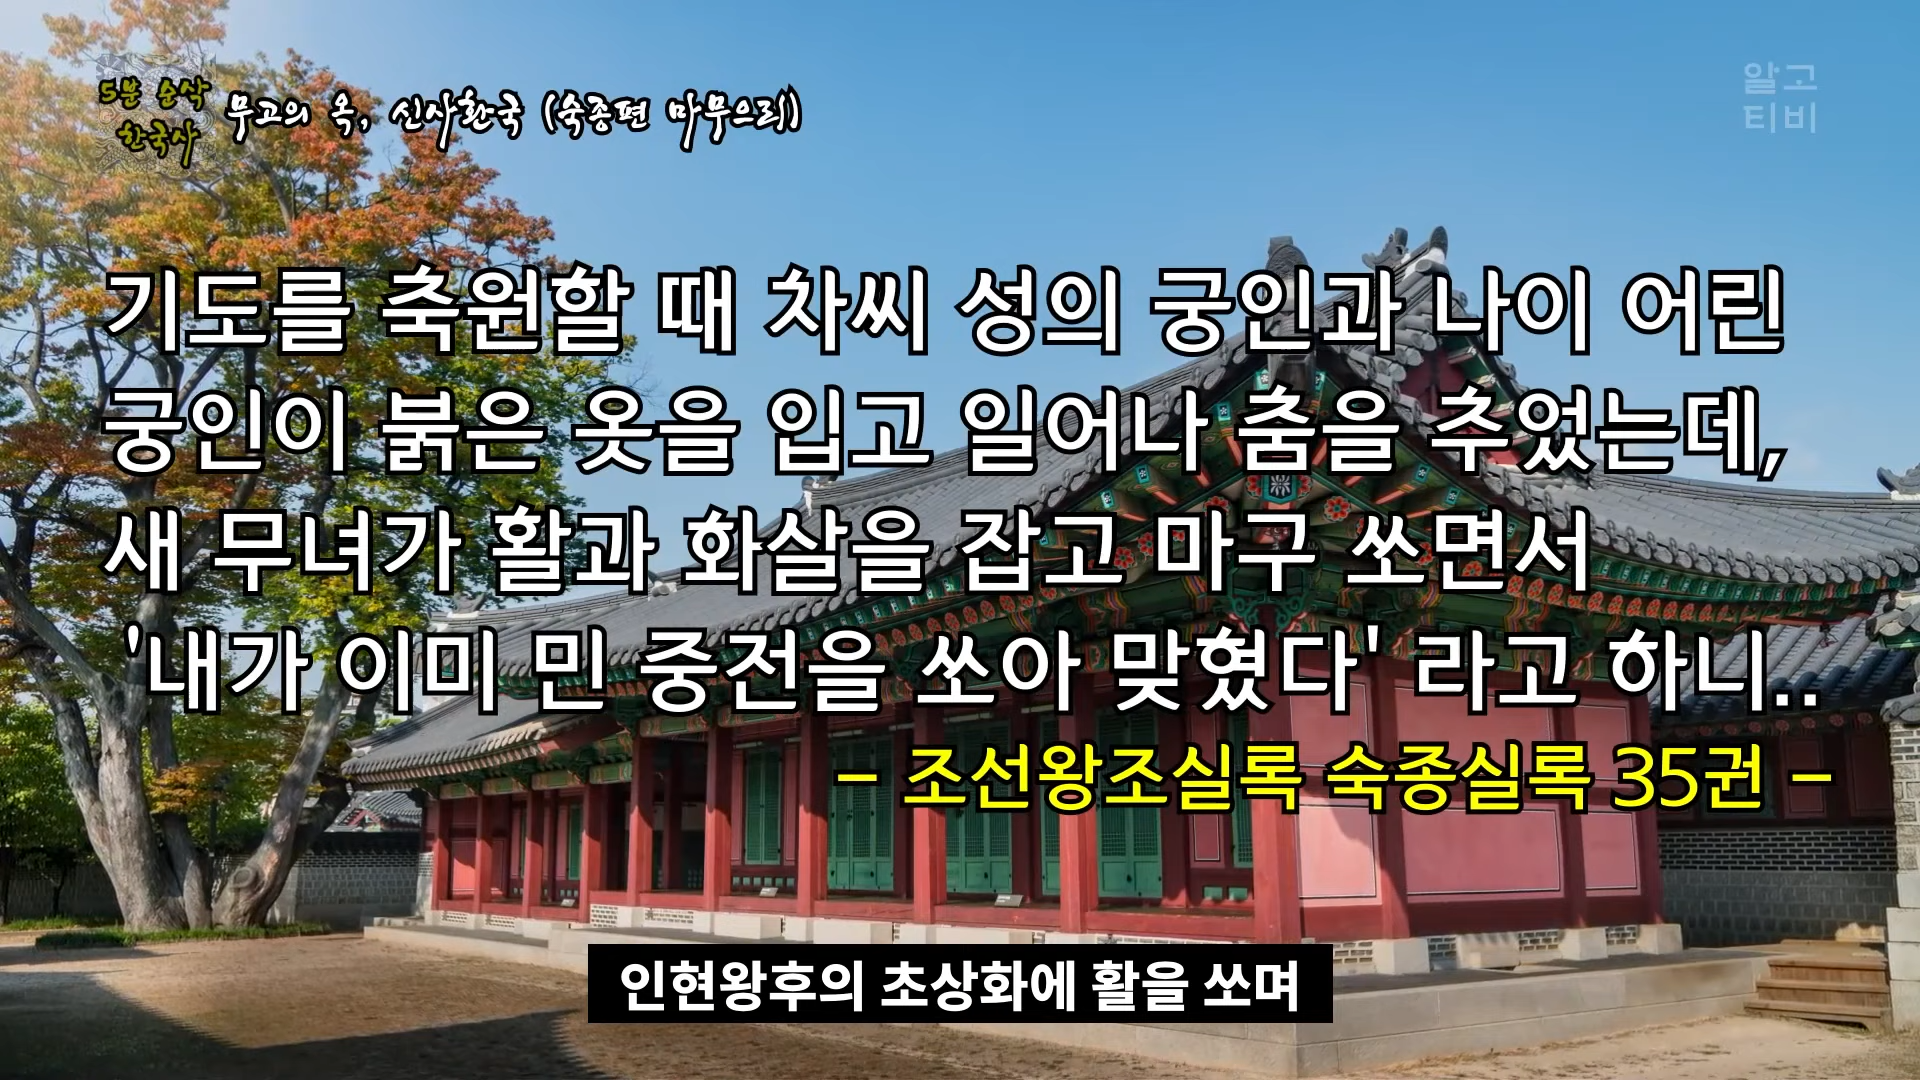 5분 순삭
한국사
무고의 옥, 신사환국 (숙종편 마무으리)
알고
티비
기도를 축원할 때 차씨 성의 궁인과 나이 어린
궁인이 붉은 옷을 입고 일어나 춤을 추었는데,
새 무녀가 활과 화살을 잡고 마구 쏘면서
'내가 이미 민 중전을 쏘아 맞혔다' 라고 하니..
- 조선왕조실록 숙종실록 35권 -
인현왕후의 초상화에 활을 쏘며